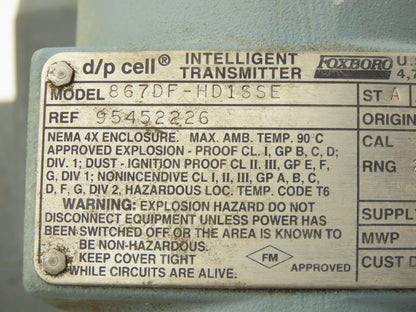 d/p cell® INTELLIGENT TRANSMITTER FOXBORO U.S
4,
MODEL 867DF-HD1SSE ST A
REF 95452226 ORIGIN
NEMA 4X ENCLOSURE. MAX. AMB. TEMP. 90°C CAL
APPROVED EXPLOSION - PROOF CL. I, GP B, C, D;
DIV. 1; DUST - IGNITION PROOF CL II. III, GP E, F, RNG
G, DIV 1; NONINCENDIVE CL I, II, III, GP A, B, C,
D, F, G, DIV 2, HAZARDOUS LOC. TEMP. CODE T6
WARNING: EXPLOSION HAZARD DO NOT
DISCONNECT EQUIPMENT UNLESS POWER HAS SUPPLY
BEEN SWITCHED OFF OR THE AREA IS KNOWN TO
BE NON-HAZARDOUS. MWP
KEEP COVER TIGHT FM APPROVED CUST D
WHILE CIRCUITS ARE ALIVE.